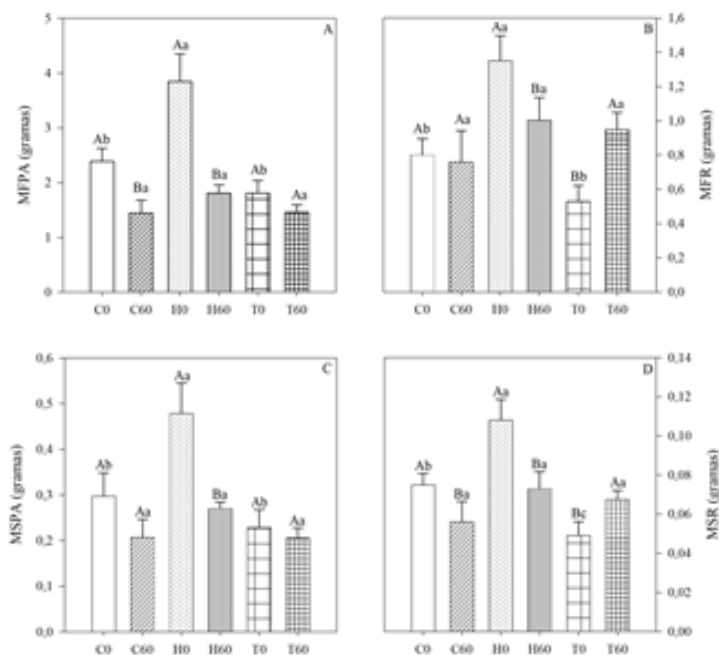 A
MFPA (gramas)
5
4
3
2
1
0
Ab
Ba
Aa
Ba
Ab
Aa
C0
C60
H0
H60
T0
T60
B
MFR (gramas)
1,6
1,4
1,2
1,0
0,8
0,6
0,4
0,2
0,0
Ab
Aa
Aa
Ba
Bb
Aa
C0
C60
H0
H60
T0
T60
C
MSPA (gramas)
0,6
0,5
0,4
0,3
0,2
0,1
0,0
Ab
Aa
Aa
Ba
Ab
Aa
C0
C60
H0
H60
T0
T60
D
MSR (gramas)
0,14
0,12
0,10
0,08
0,06
0,04
0,02
0,00
Ab
Ba
Aa
Ba
Bc
Aa
C0
C60
H0
H60
T0
T60